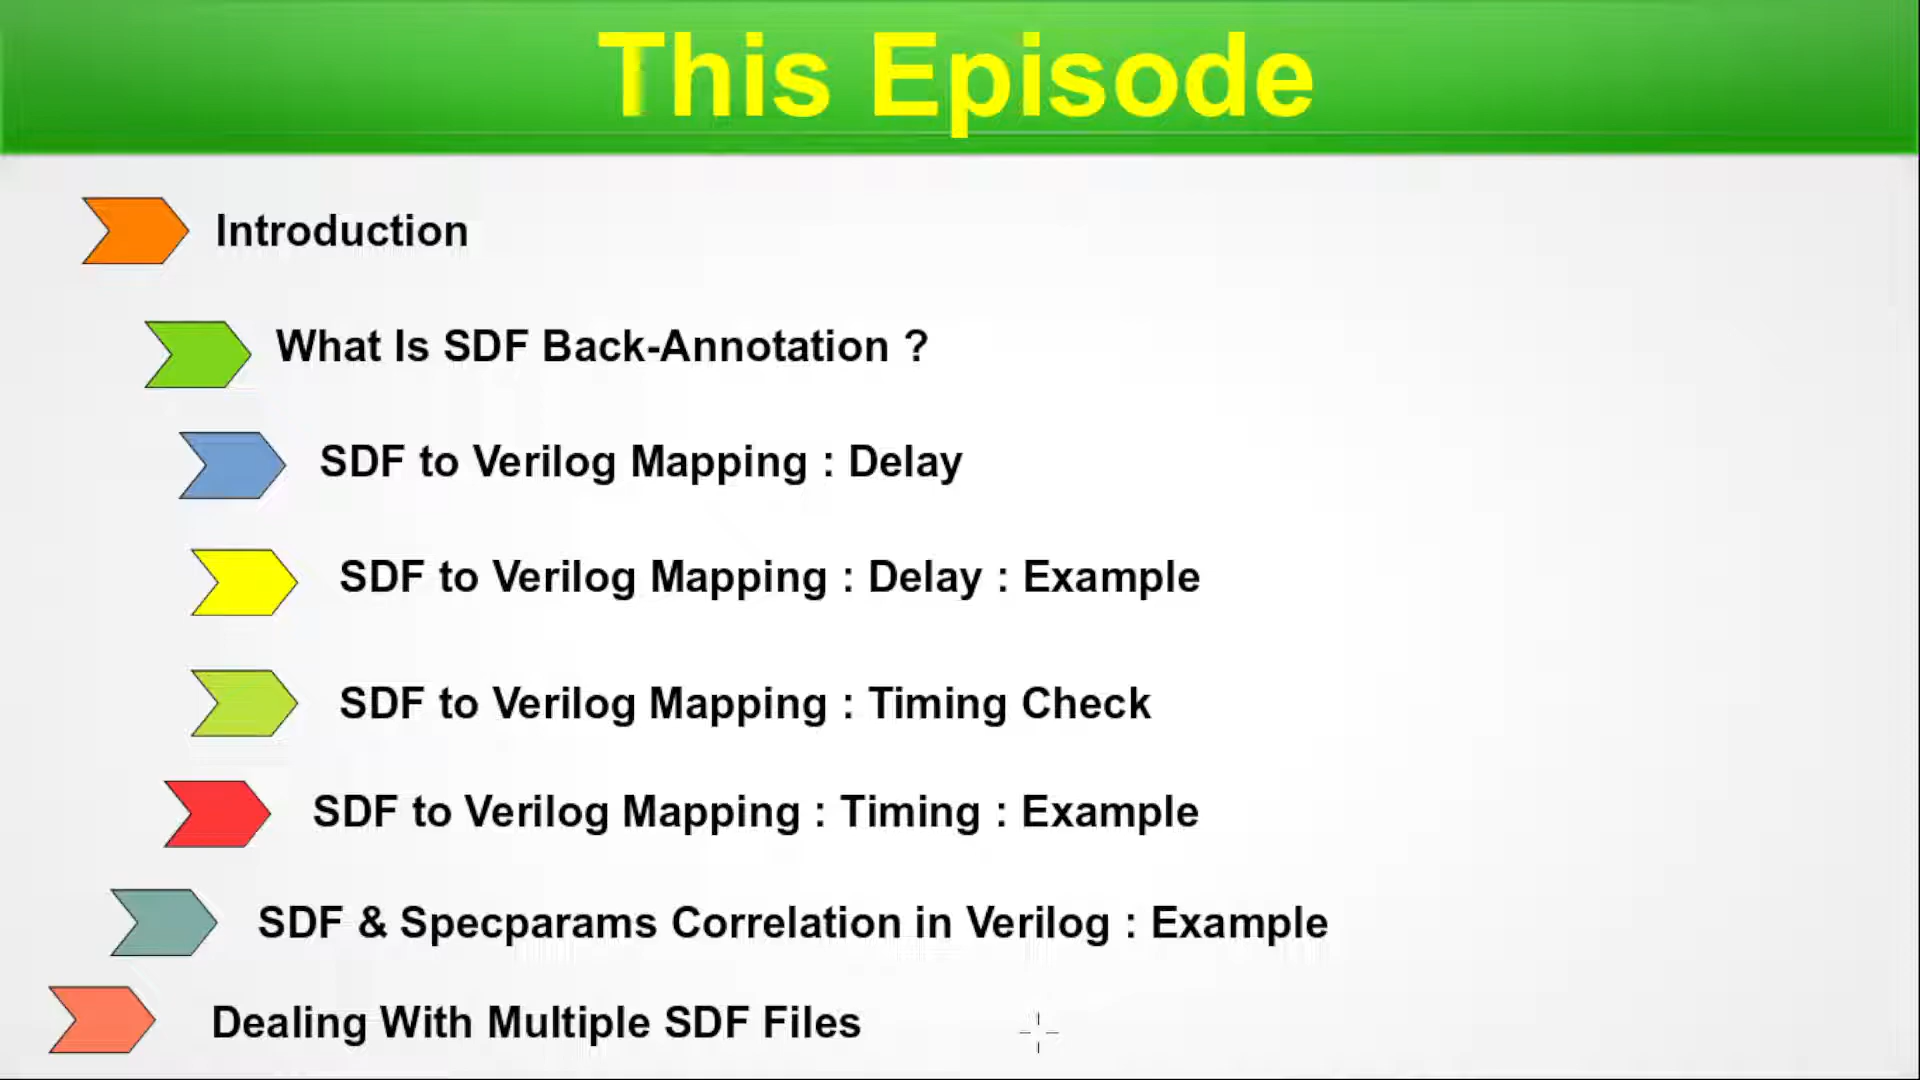 This Episode
Introduction
What Is SDF Back-Annotation ?
SDF to Verilog Mapping : Delay
SDF to Verilog Mapping : Delay : Example
SDF to Verilog Mapping : Timing Check
SDF to Verilog Mapping : Timing : Example
SDF & Specparams Correlation in Verilog : Example
Dealing With Multiple SDF Files